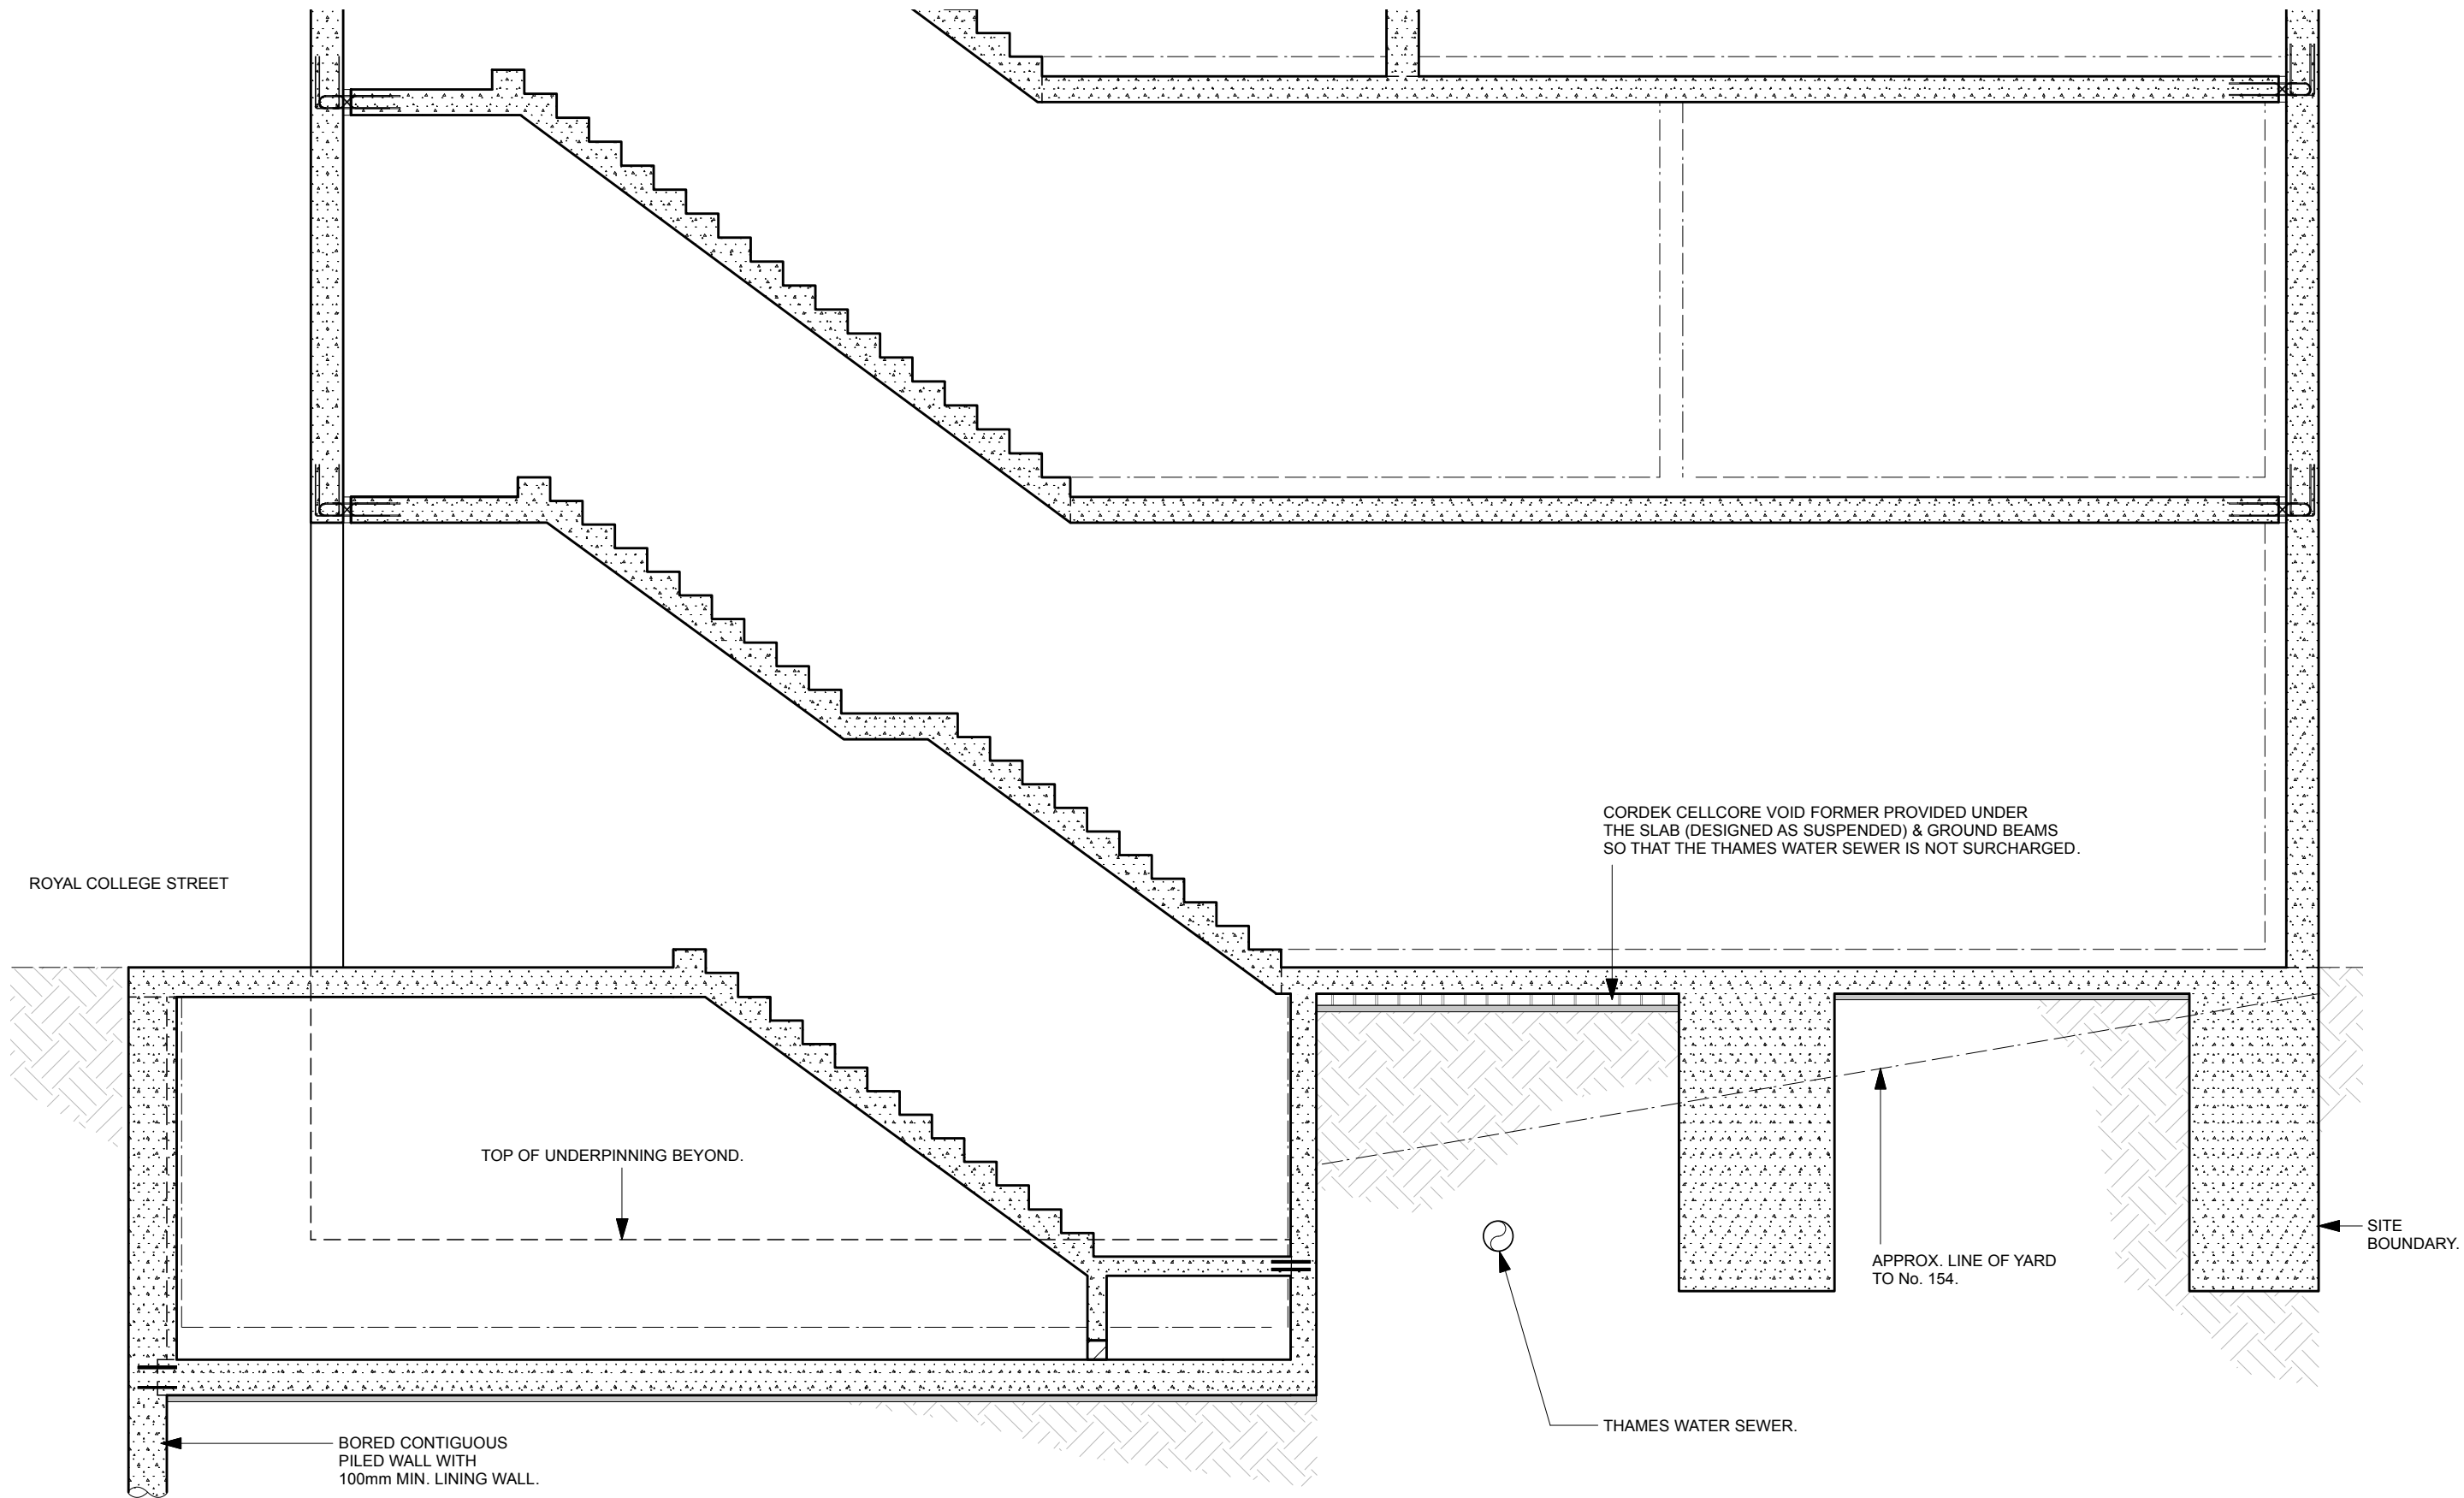 CORDEK CELLCORE VOID FORMER PROVIDED UNDER
THE SLAB (DESIGNED AS SUSPENDED) & GROUND BEAMS
SO THAT THE THAMES WATER SEWER IS NOT SURCHARGED.
ROYAL COLLEGE STREET
TOP OF UNDERPINNING BEYOND.
SITE
BOUNDARY.
APPROX. LINE OF YARD
TO No. 154.
THAMES WATER SEWER.
BORED CONTIGUOUS
PILED WALL WITH
100mm MIN. LINING WALL.